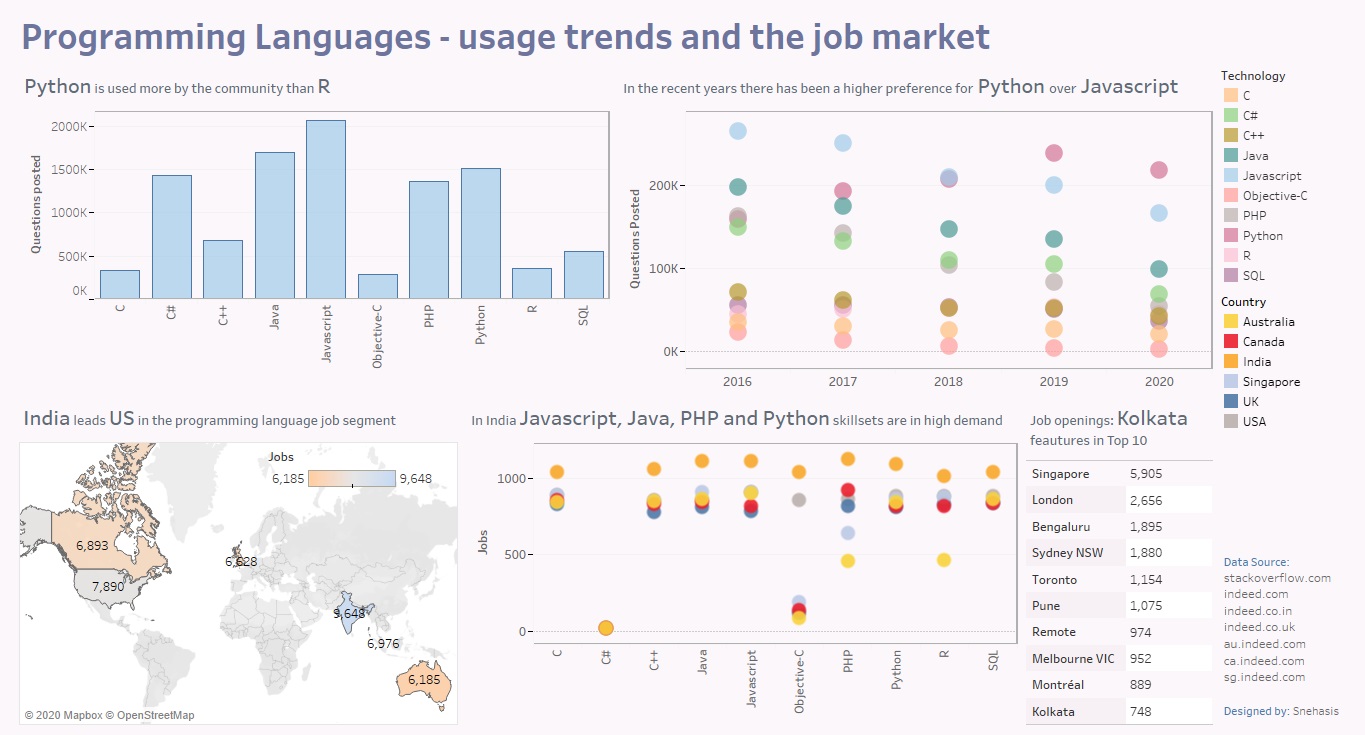 Programming Languages - usage trends and the job market
Python is used more by the community than R
Questions posted
2000K
1500K
1000K
500K
0K
C
C#
C++
Java
Javascript
Objective-C
PHP
Python
R
SQL
In the recent years there has been a higher preference for Python over Javascript
Questions Posted
200K
100K
0K
2016
2017
2018
2019
2020
Technology
C
C#
C++
Java
Javascript
Objective-C
PHP
Python
R
SQL
Country
Australia
Canada
India
Singapore
UK
USA
India leads US in the programming language job segment
Jobs
6,185
9,648
6,893
7,890
6,628
9,648
6,976
6,185
© 2020 Mapbox © OpenStreetMap
In India Javascript, Java, PHP and Python skillsets are in high demand
Jobs
1000
500
0
C
C#
C++
Java
Javascript
Objective-C
PHP
Python
R
SQL
Job openings: Kolkata
feautures in Top 10
Singapore 5,905
London 2,656
Bengaluru 1,895
Sydney NSW 1,880
Toronto 1,154
Pune 1,075
Remote 974
Melbourne VIC 952
Montréal 889
Kolkata 748
Data Source:
stackoverflow.com
indeed.com
indeed.co.in
indeed.co.uk
au.indeed.com
ca.indeed.com
sg.indeed.com
Designed by: Snehasis